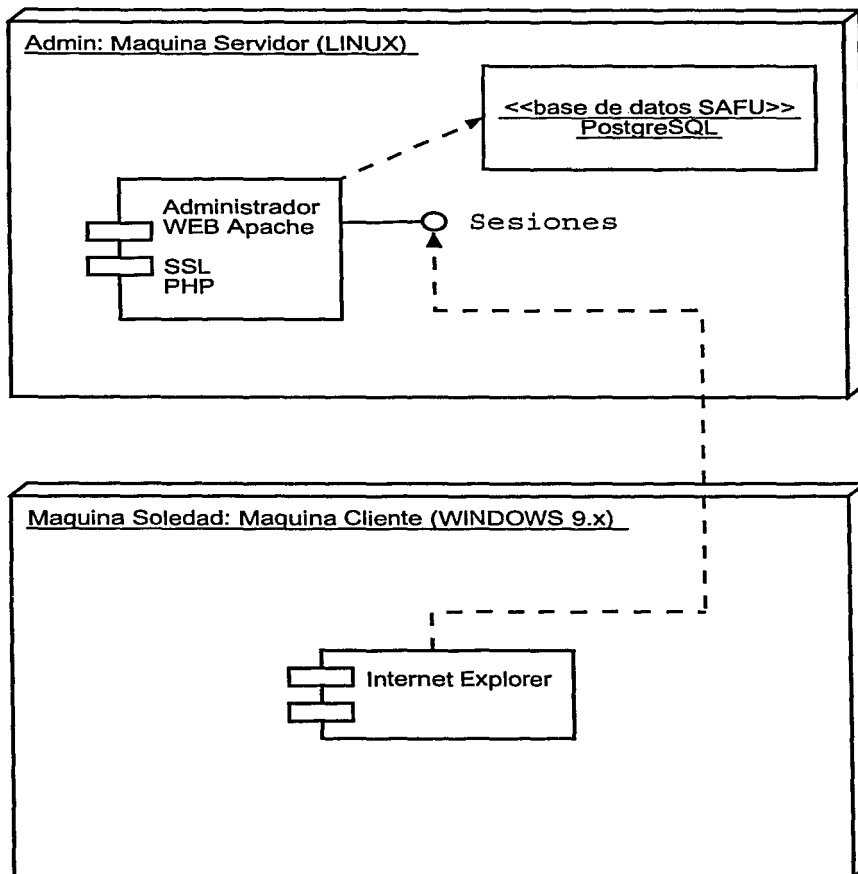 Admin: Maquina Servidor (LINUX)
<<base de datos SAFU>>
PostgreSQL
Administrador
WEB Apache
SSL
PHP
Sesiones
Maquina Soledad: Maquina Cliente (WINDOWS 9.x)
Internet Explorer